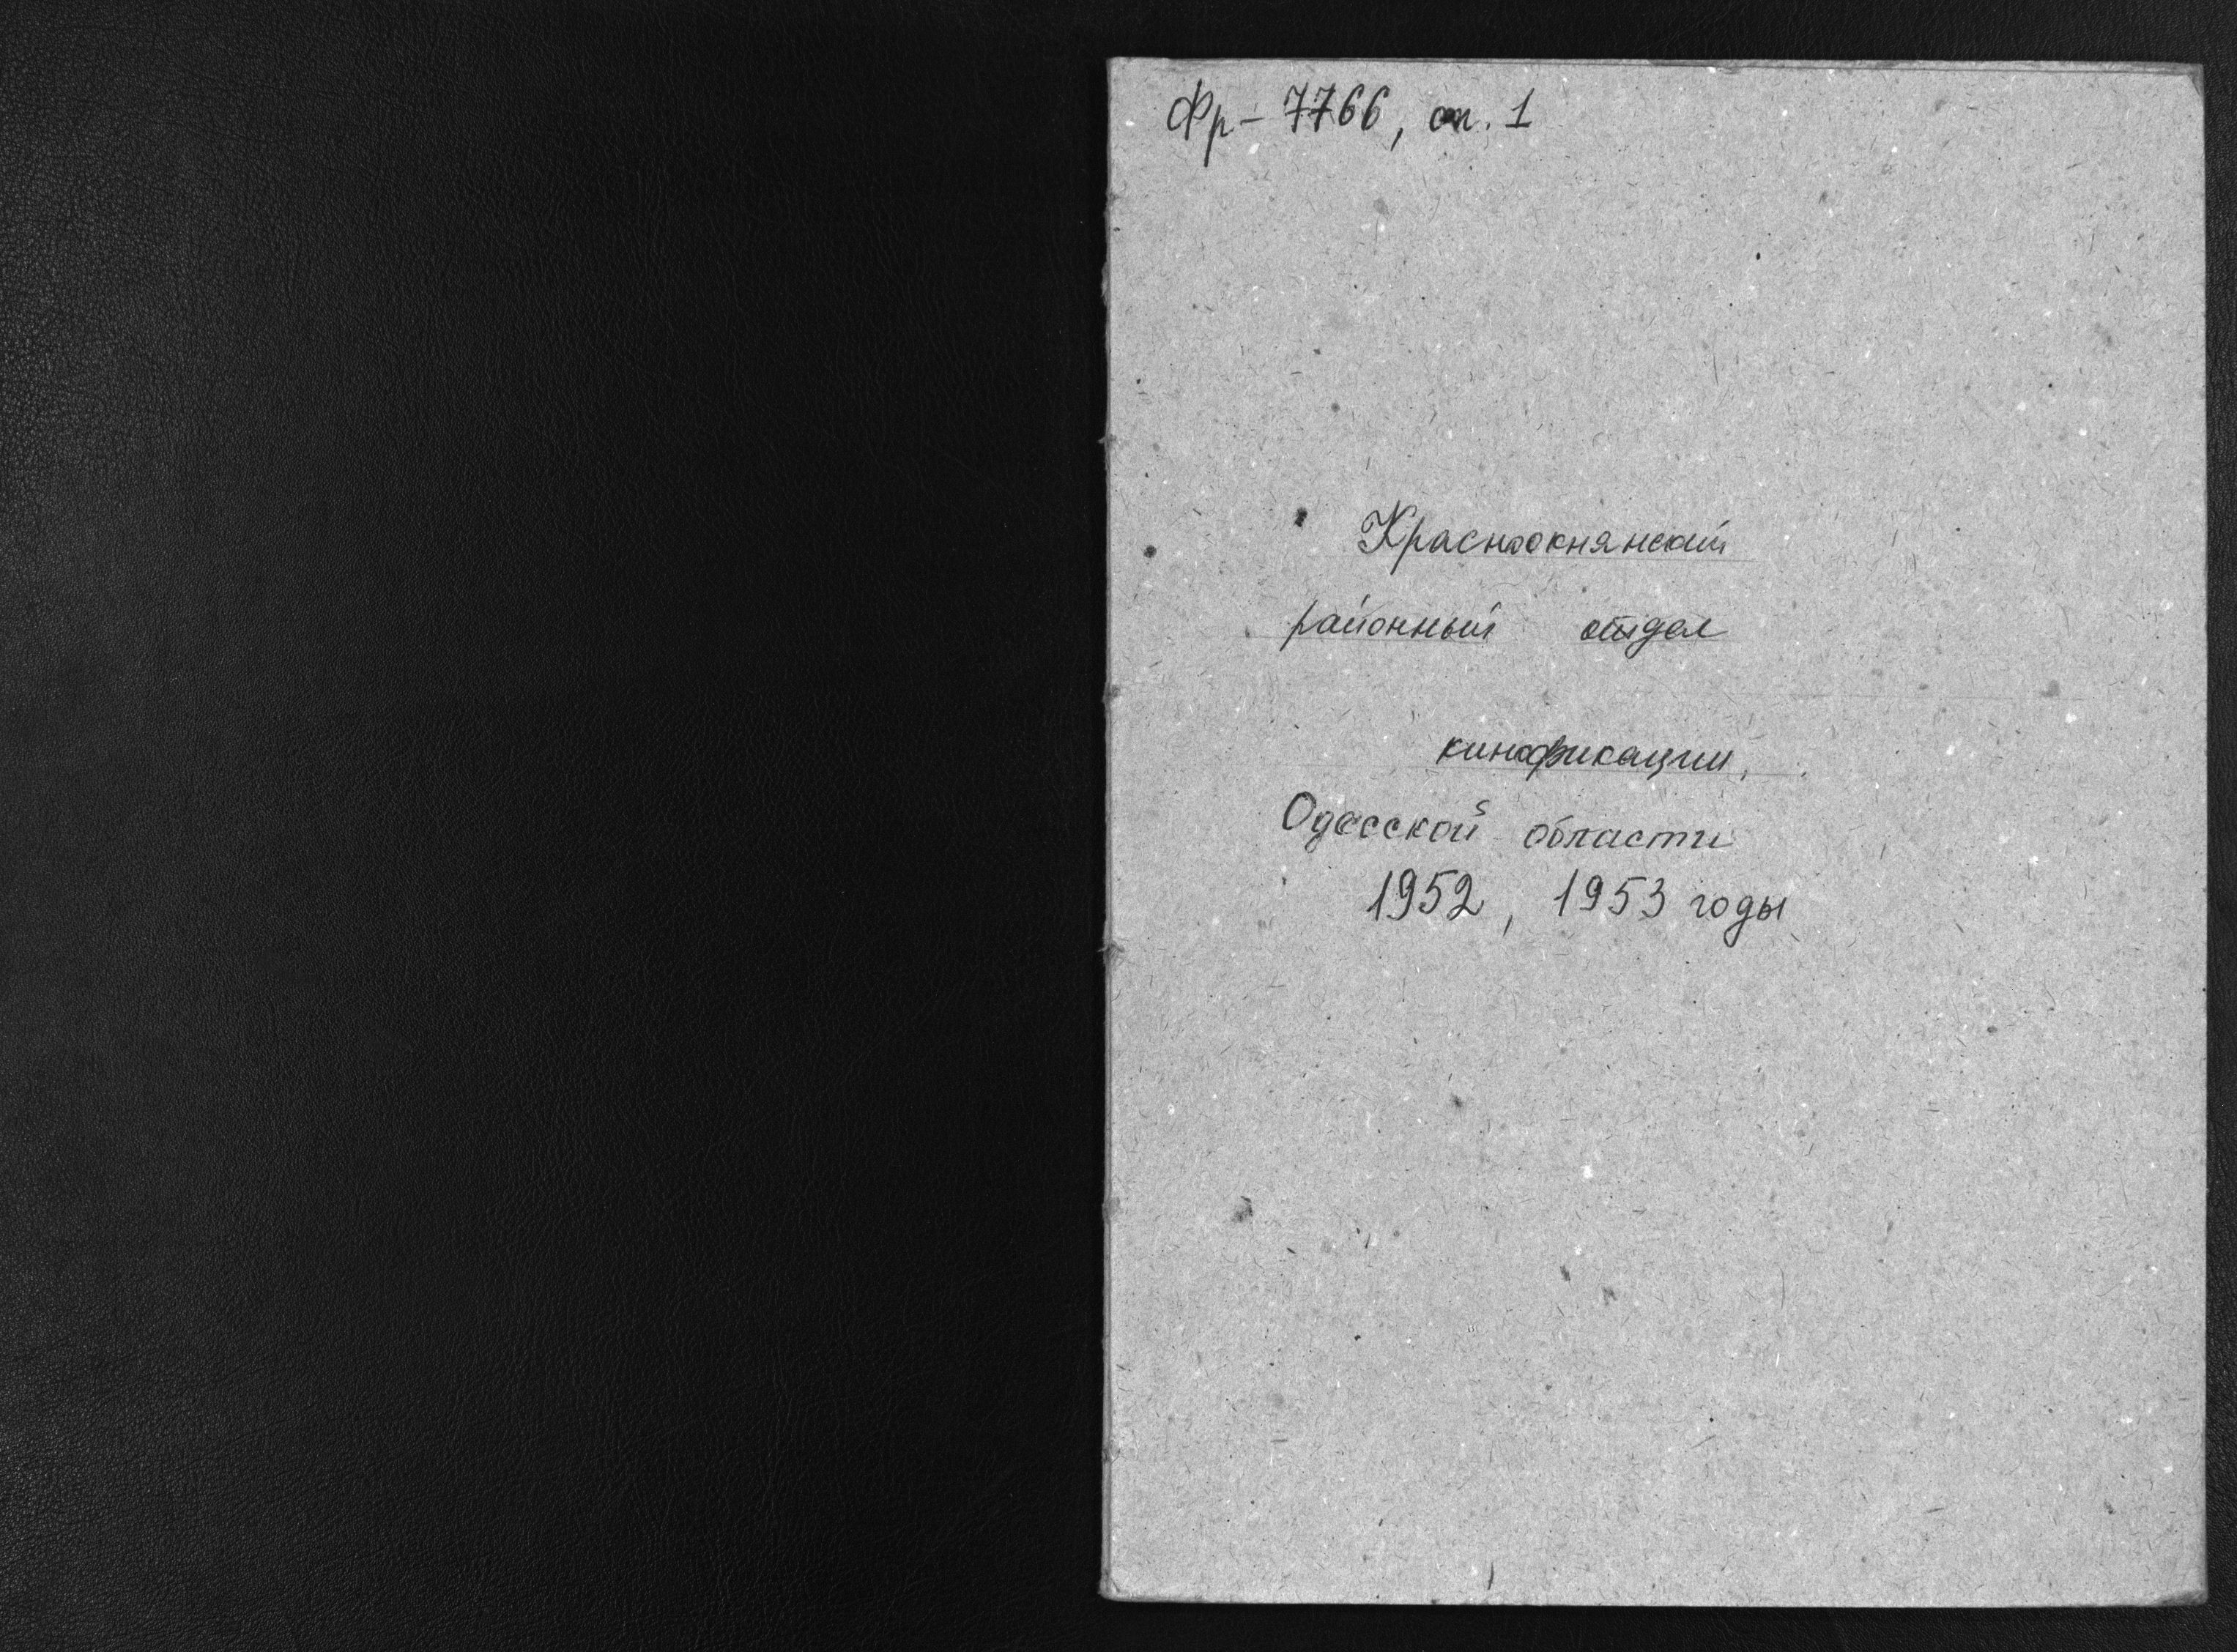 Фр-7766, оп. 1
Красноокнянский
районный отдел
кинофикации,
Одесской области
1952, 1953 годы